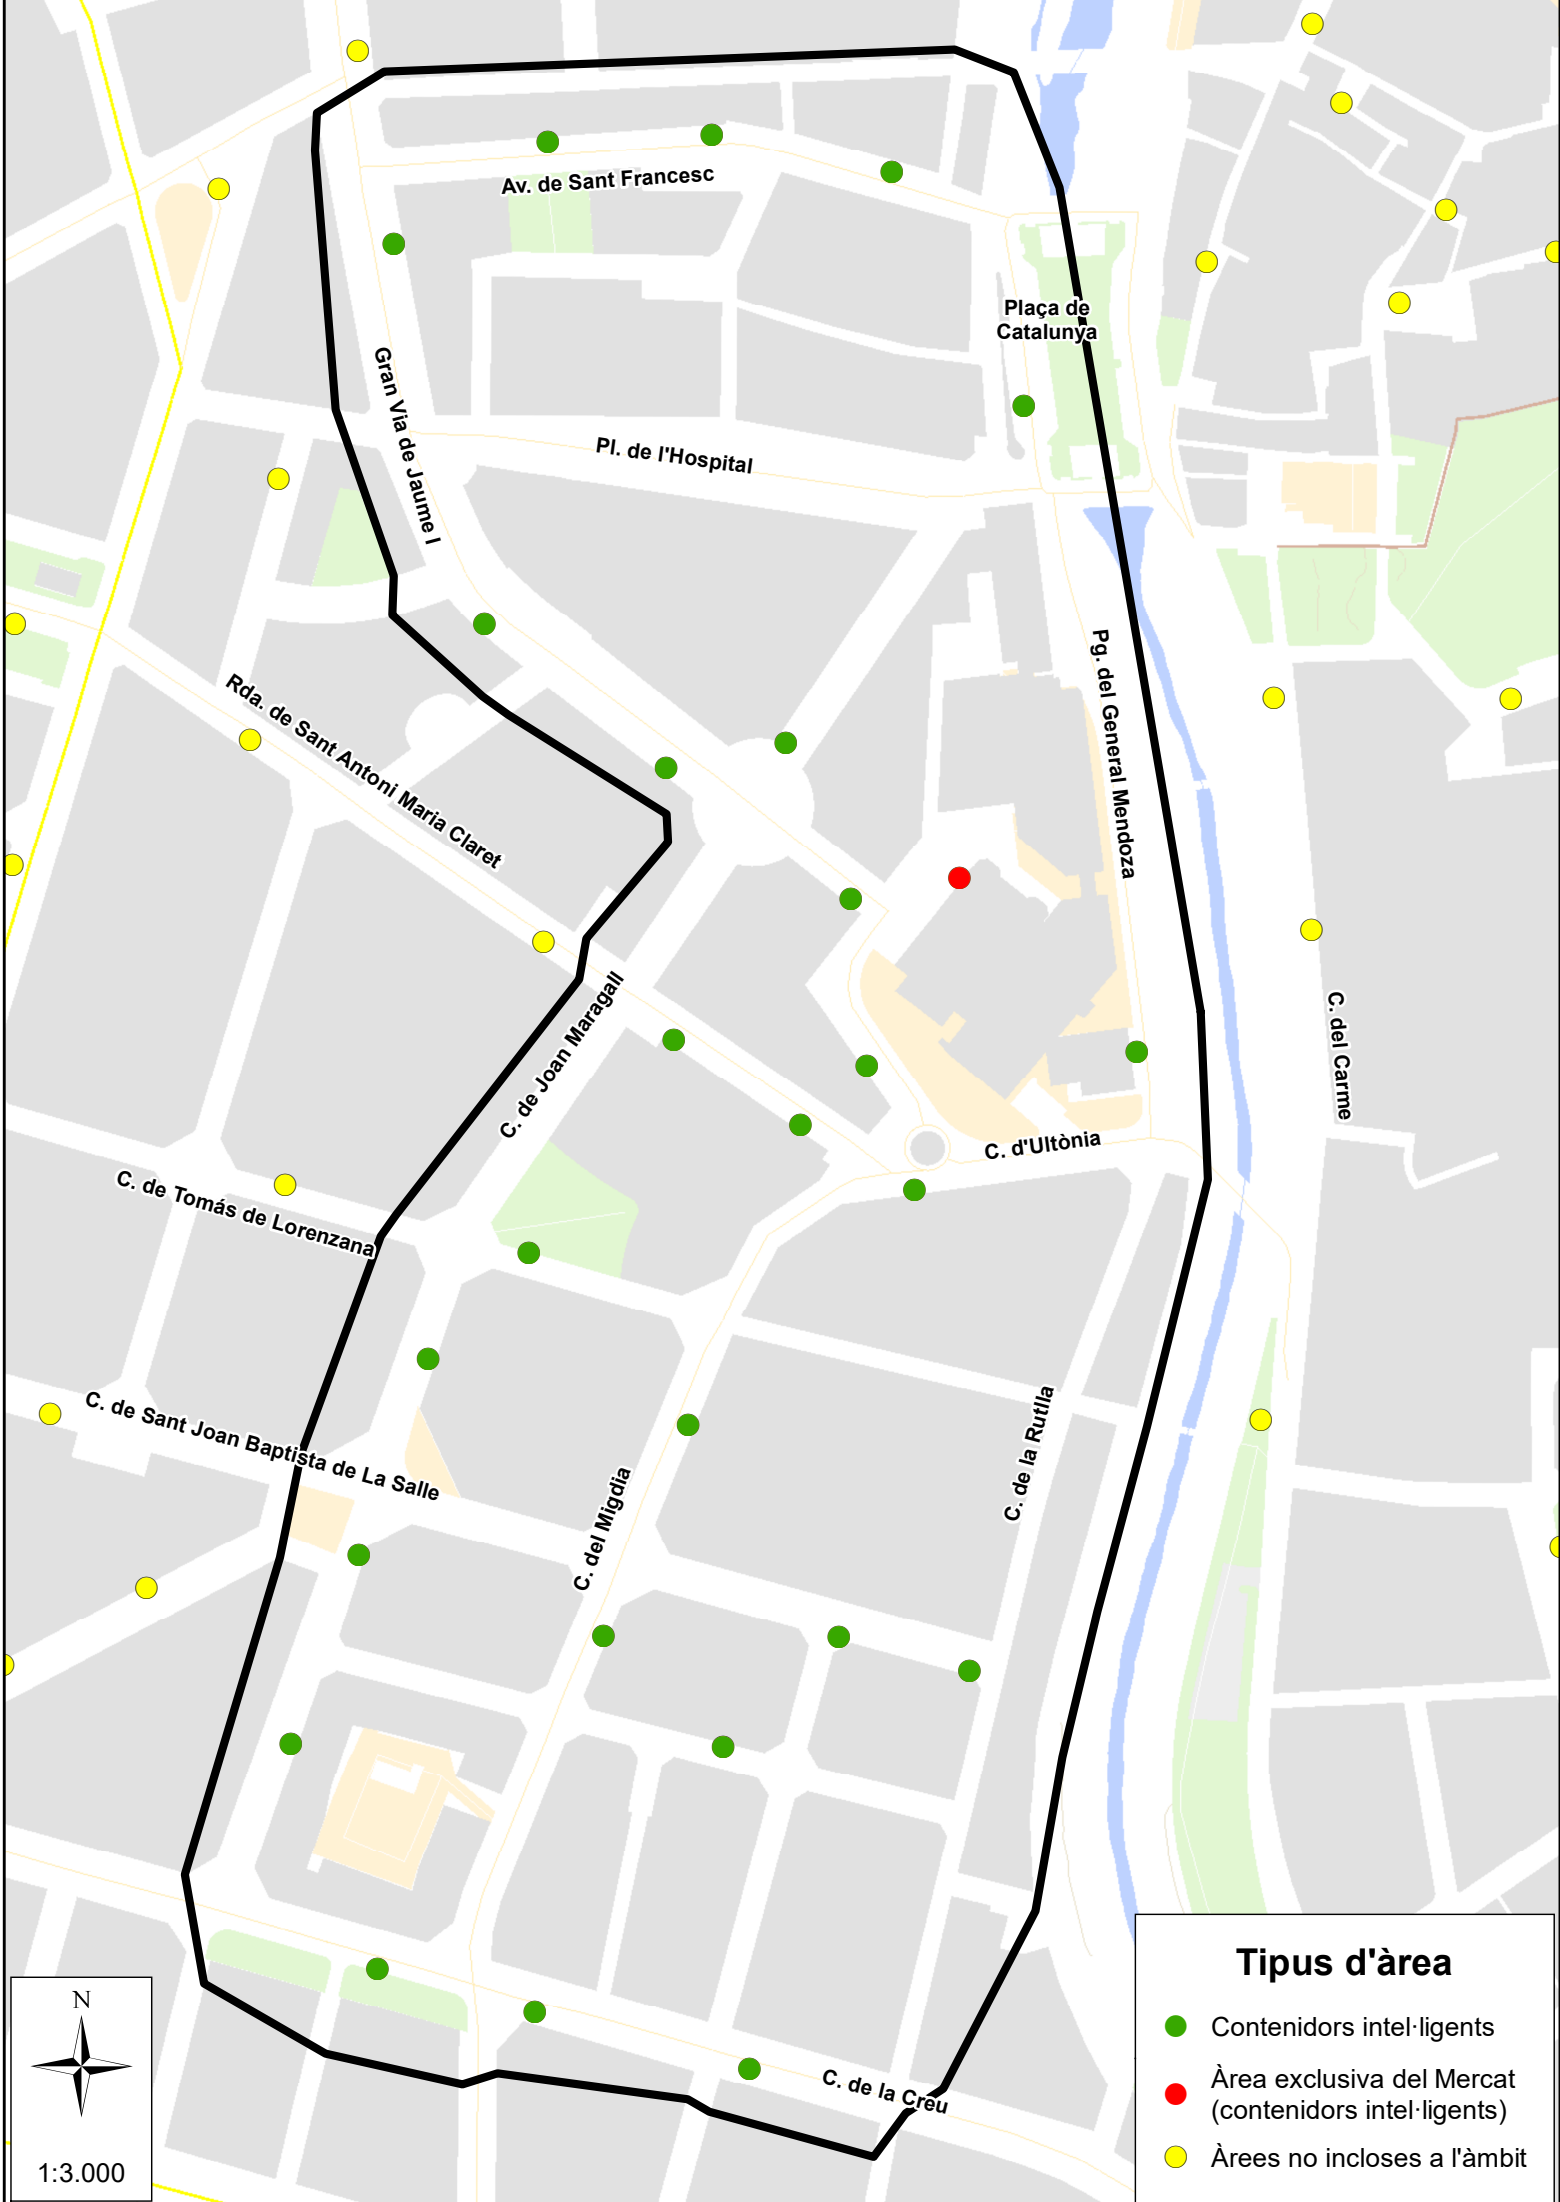 Av. de Sant Francesc
Plaça de
Catalunya
Gran Via de Jaume I
Pl. de l'Hospital
Pg. del General Mendoza
Rda. de Sant Antoni Maria Claret
C. de Joan Maragall
C. del Carme
C. d'Ultònia
C. de Tomás de Lorenzana
C. de Sant Joan Baptista de La Salle
C. de la Rutlla
C. del Migdia
C. de la Creu
N
1:3.000
Tipus d'àrea
Contenidors intel·ligents
Àrea exclusiva del Mercat
(contenidors intel·ligents)
Àrees no incloses a l'àmbit